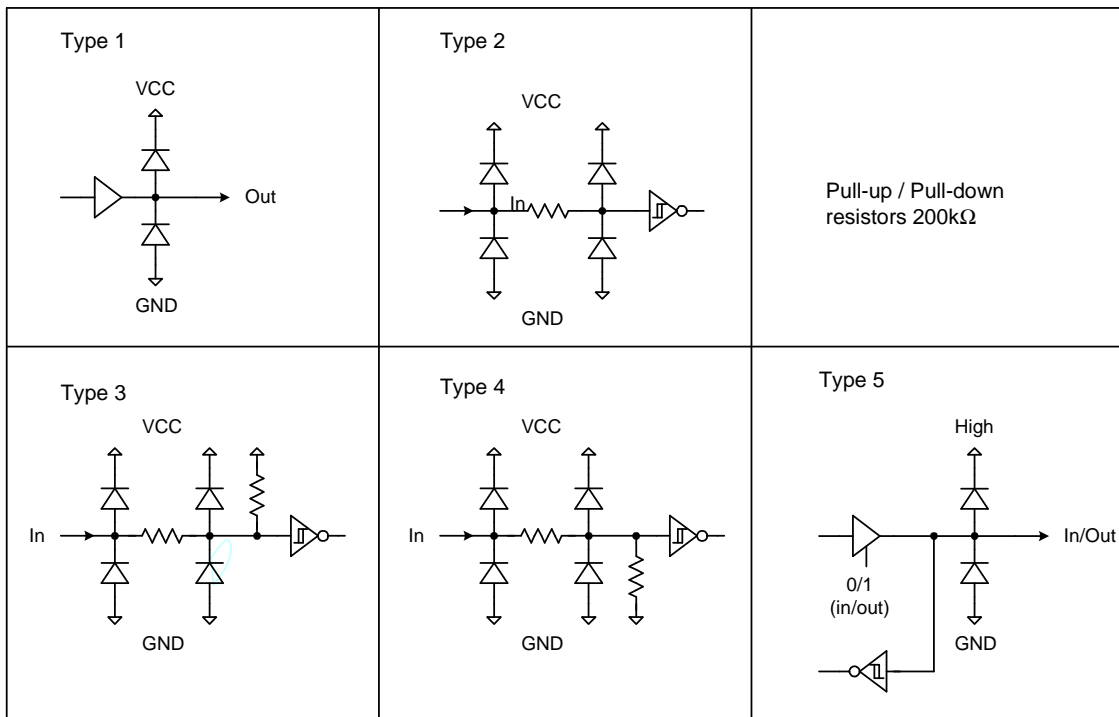 Type 1
VCC
Out
GND
Type 2
VCC
In
GND
Pull-up / Pull-down
resistors 200kΩ
Type 3
VCC
In
GND
Type 4
VCC
In
GND
Type 5
High
In/Out
0/1
(in/out)
GND